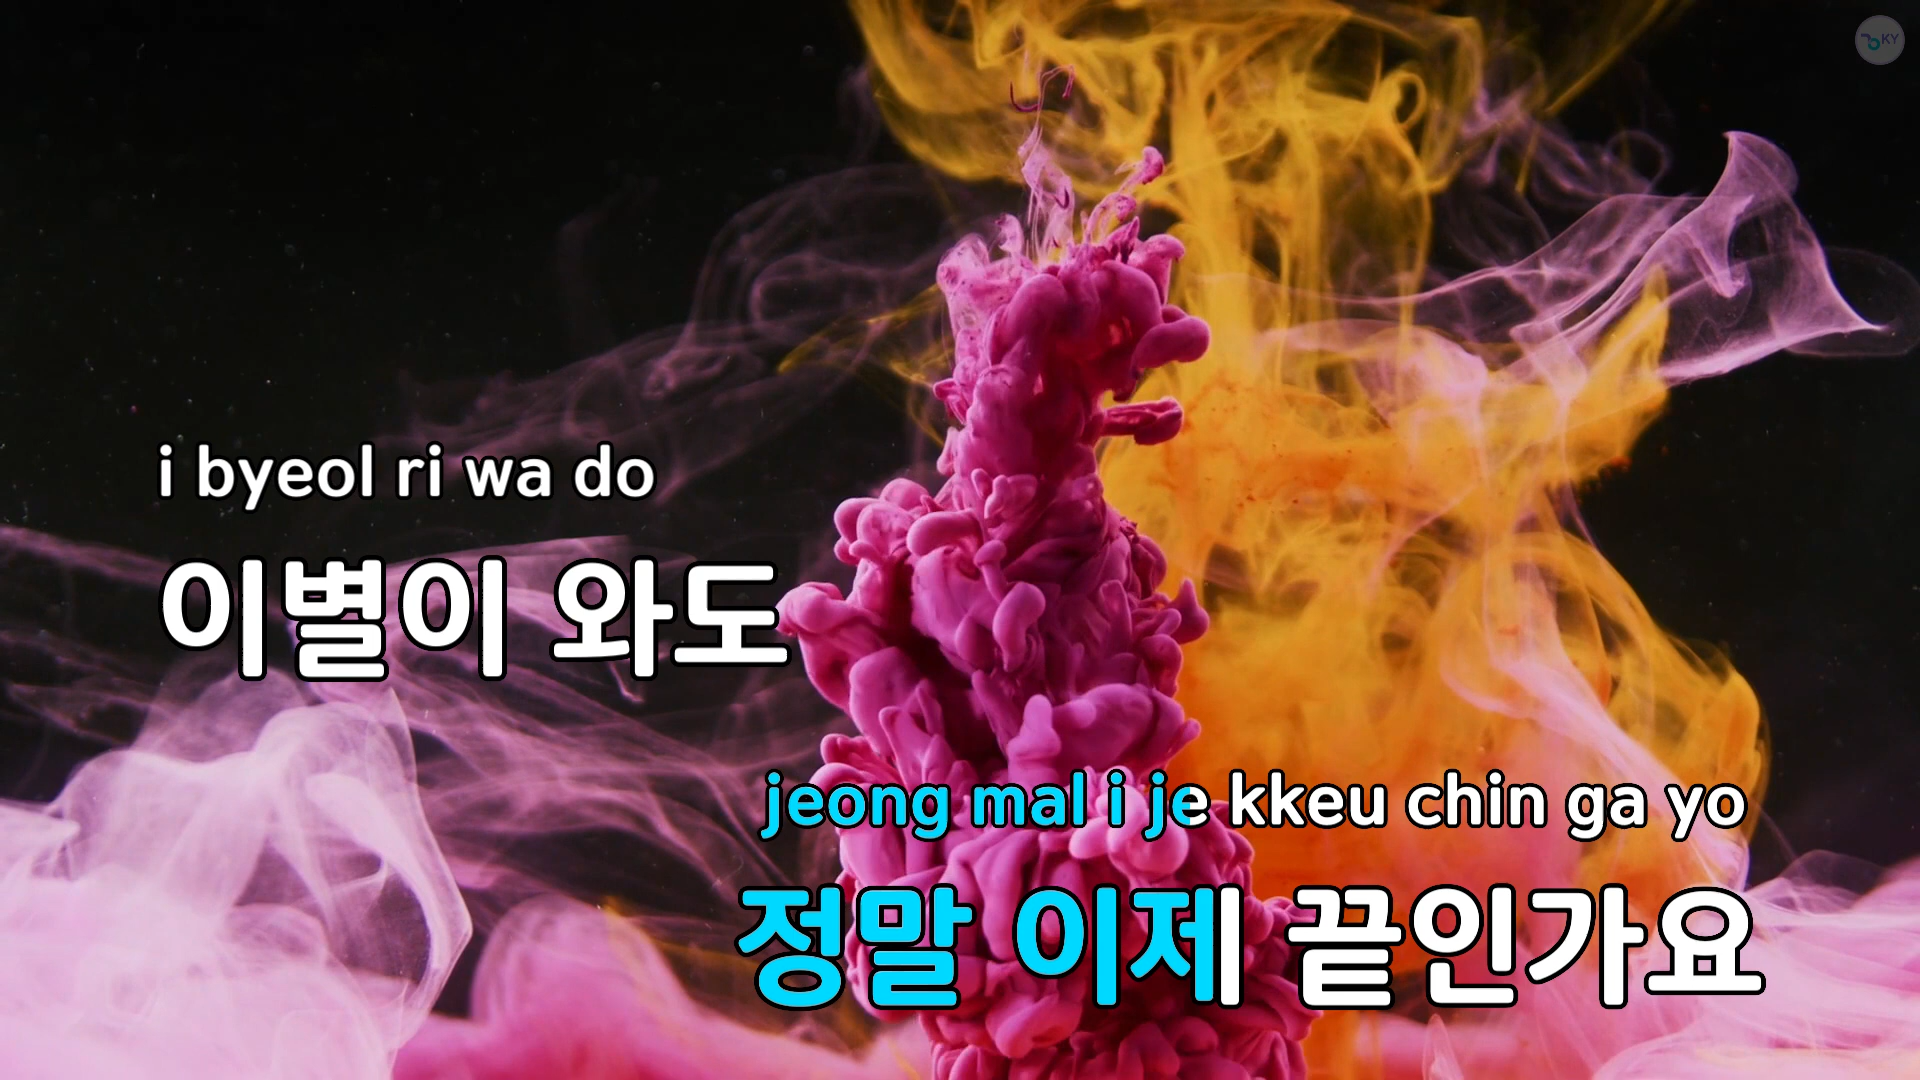 KY
i byeol ri wa do
이별이 와도
jeong mal i je kkeu chin ga yo
정말 이제 끝인가요